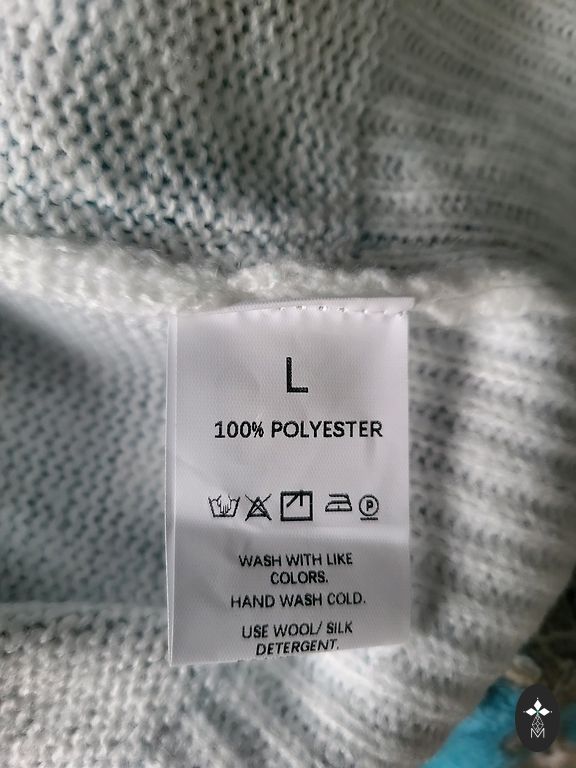 L
100% POLYESTER
P
WASH WITH LIKE
COLORS.
HAND WASH COLD.
USE WOOL/ SILK
DETERGENT.
M